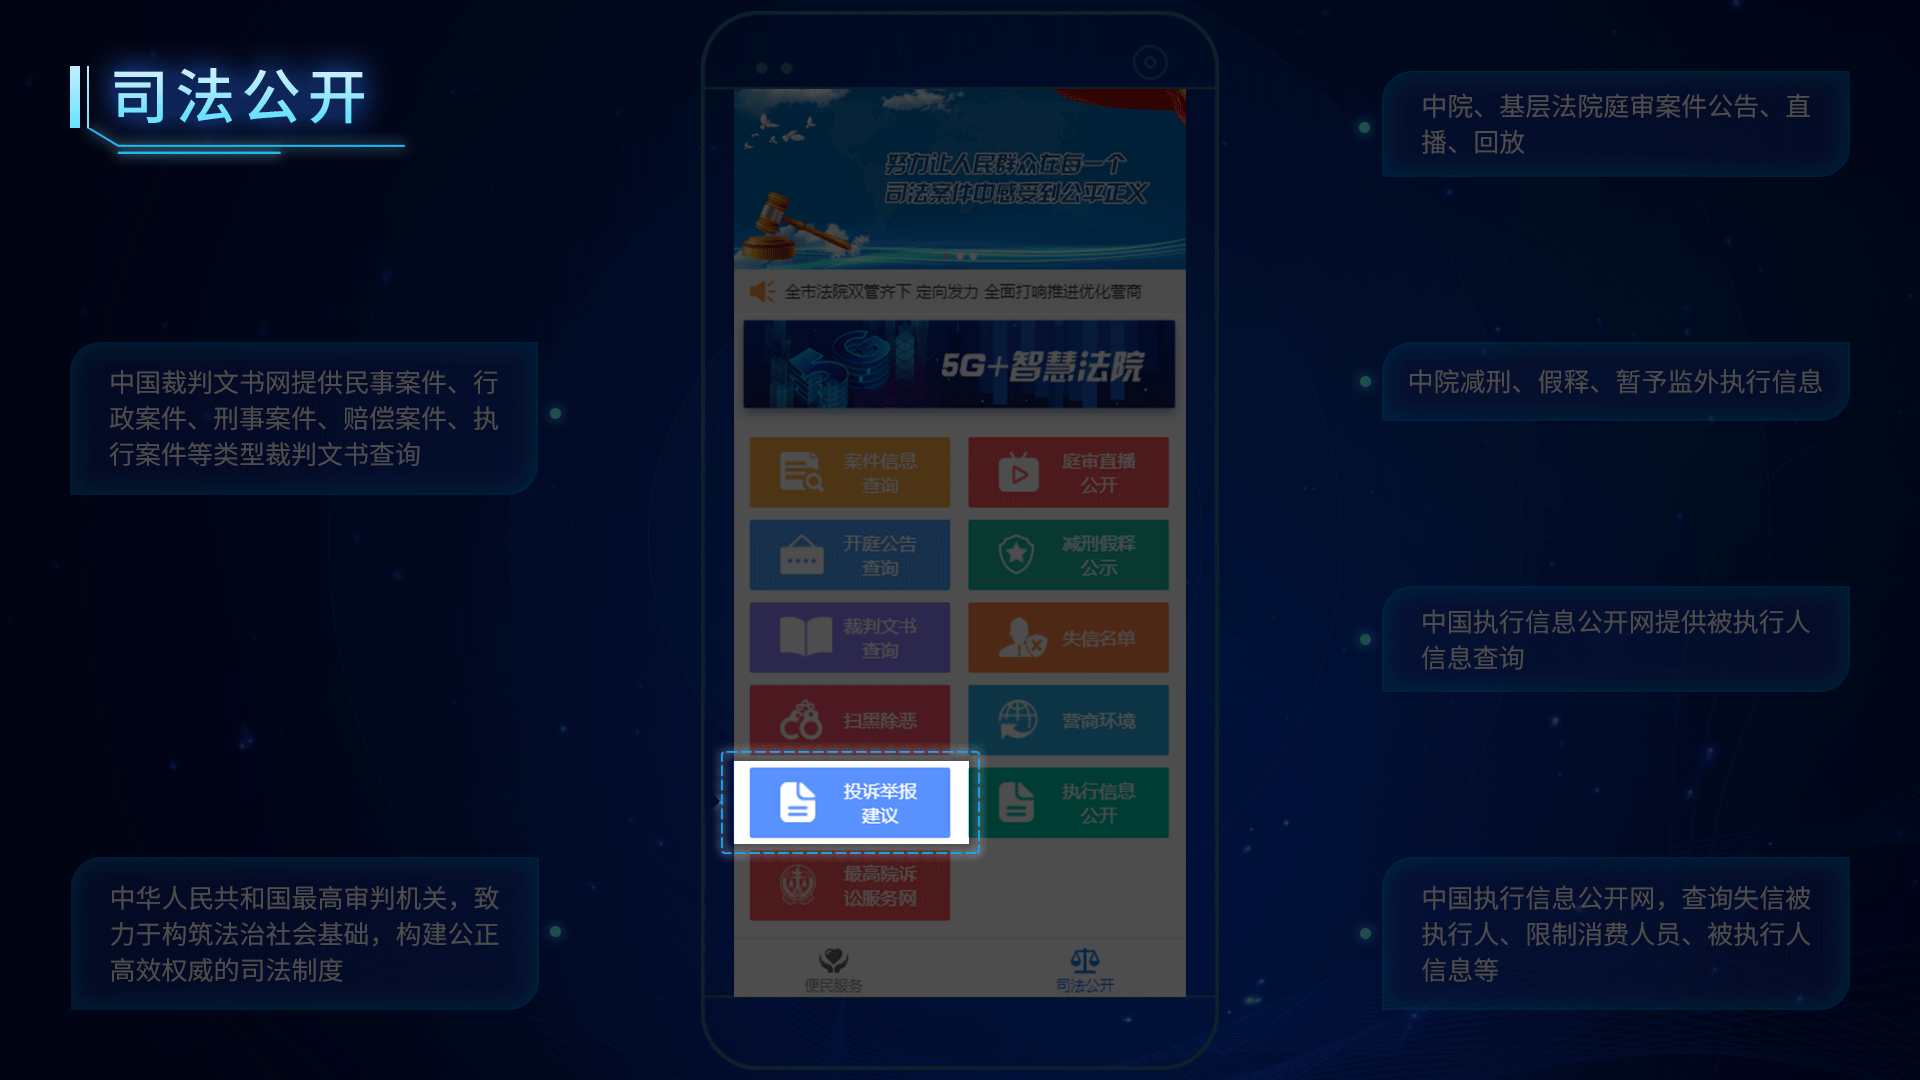 司法公开
中国裁判文书网提供民事案件、行
政案件、刑事案件、赔偿案件、执
行案件等类型裁判文书查询
中华人民共和国最高审判机关，致
力于构筑法治社会基础，构建公正
高效权威的司法制度
努力让人民群众在每一个
司法案件中感受到公平正义
全市法院双管齐下 定向发力 全面打响推进优化营商
5G+智慧法院
案件信息
查询
庭审直播
公开
开庭公告
查询
减刑假释
公示
裁判文书
查询
失信名单
扫黑除恶
营商环境
投诉举报
建议
执行信息
公开
最高院诉
讼服务网
便民服务
司法公开
中院、基层法院庭审案件公告、直
播、回放
中院减刑、假释、暂予监外执行信息
中国执行信息公开网提供被执行人
信息查询
中国执行信息公开网，查询失信被
执行人、限制消费人员、被执行人
信息等